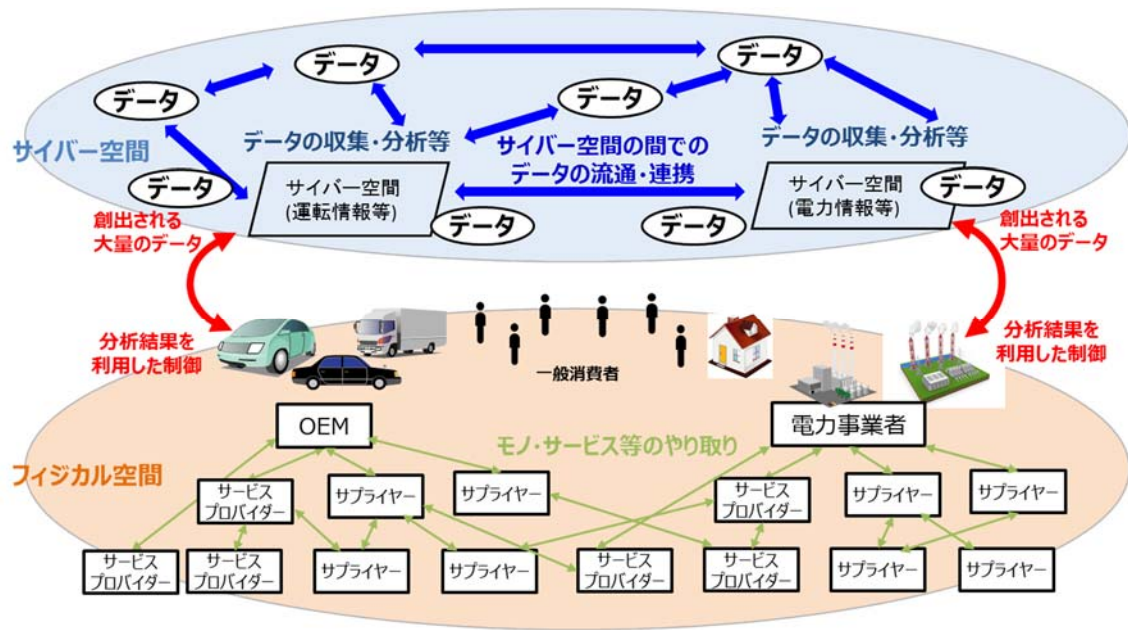 データ
データ
データ
データ
サイバー空間
データの収集・分析等
サイバー空間の間での
データの流通・連携
データの収集・分析等
データ
サイバー空間
(運転情報等)
データ
データ
サイバー空間
(電力情報等)
データ
創出される
大量のデータ
創出される
大量のデータ
分析結果を
利用した制御
分析結果を
利用した制御
一般消費者
OEM
電力事業者
モノ・サービス等のやり取り
フィジカル空間
サービス
プロバイダー
サプライヤー
サプライヤー
サービス
プロバイダー
サプライヤー
サプライヤー
サービス
プロバイダー
サービス
プロバイダー
サプライヤー
サプライヤー
サービス
プロバイダー
サービス
プロバイダー
サプライヤー
サプライヤー